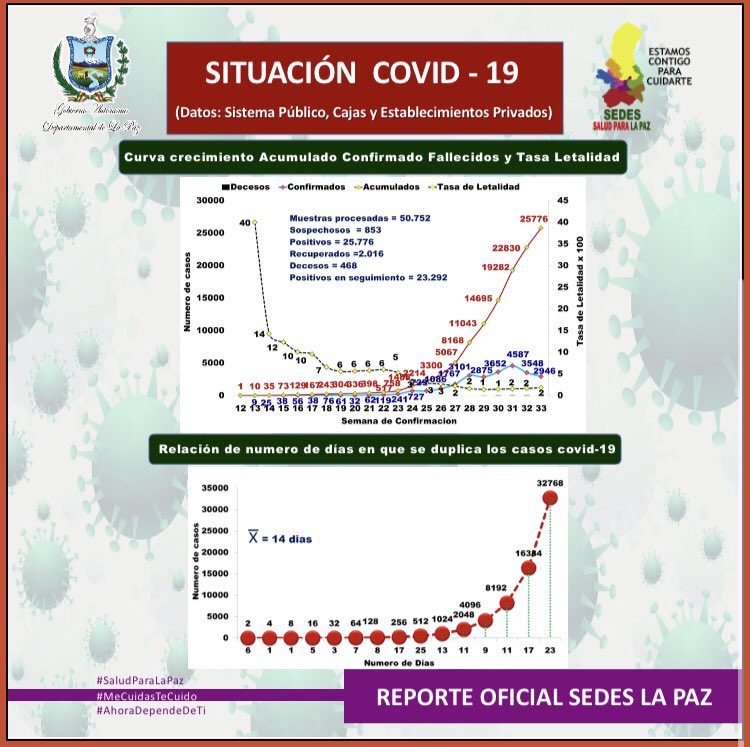 Gobierno Autónomo
Departamental de La Paz
SITUACIÓN COVID - 19
(Datos: Sistema Público, Cajas y Establecimientos Privados)
ESTAMOS
CONTIGO
PARA
CUIDARTE
SEDES
SALUD PARA LA PAZ
Curva crecimiento Acumulado Confirmado Fallecidos y Tasa Letalidad
Decesos Confirmados Acumulados Tasa de Letalidad
Muestras procesadas = 50.752
Sospechosos = 853
Positivos = 25.776
Recuperados =2.016
Decesos = 468
Positivos en seguimiento = 23.292
Numero de casos
30000
25000
20000
15000
10000
5000
0
Tasa de Letalidad x 100
45
40
35
30
25
20
15
10
5
0
40 14 12 10 10 7 6 6 6 6 5 3 3 2 2 1 1 2 2 2
1 10 35 73 129 167 243 304 336 398 517 758 1486 2214 3300 5067 8168 11043 14695 19282 22830 25776
9 25 38 56 38 76 61 32 62 119 241 727 1086 1767 3101 2875 3652 4587 3548 2946
12 13 14 15 16 17 18 19 20 21 22 23 24 25 26 27 28 29 30 31 32 33
Semana de Confirmacion
Relación de numero de días en que se duplica los casos covid-19
Numero de casos
35000
30000
25000
20000
15000
10000
5000
0
X̅ = 14 dias
2 4 8 16 32 64 128 256 512 1024 2048 4096 8192 16384 32768
6 1 1 5 3 7 8 17 25 13 11 9 11 17 23
Numero de Dias
#SaludParaLaPaz
#MeCuidasTeCuido
#AhoraDependeDeTi
REPORTE OFICIAL SEDES LA PAZ